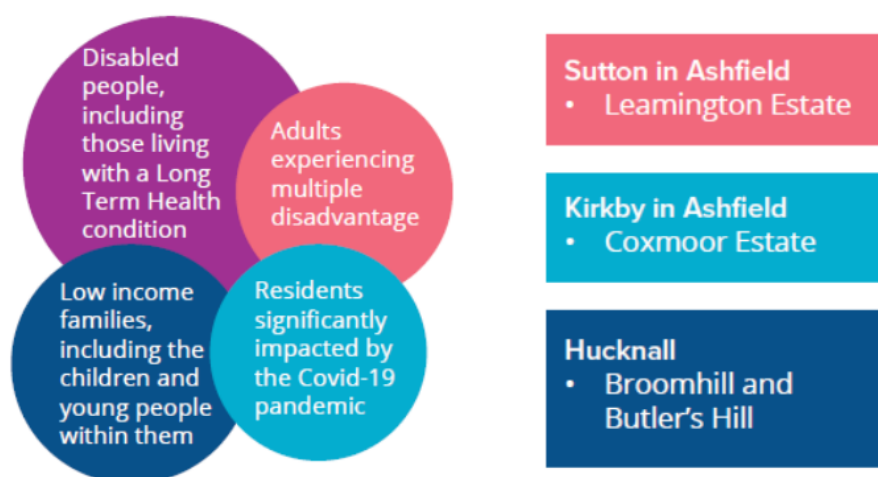 Disabled
people,
including
those living
with a Long
Term Health
condition
Adults
experiencing
multiple
disadvantage
Low income
families,
including the
children and
young people
within them
Residents
significantly
impacted by
the Covid-19
pandemic
Sutton in Ashfield
• Leamington Estate
Kirkby in Ashfield
• Coxmoor Estate
Hucknall
• Broomhill and
Butler’s Hill